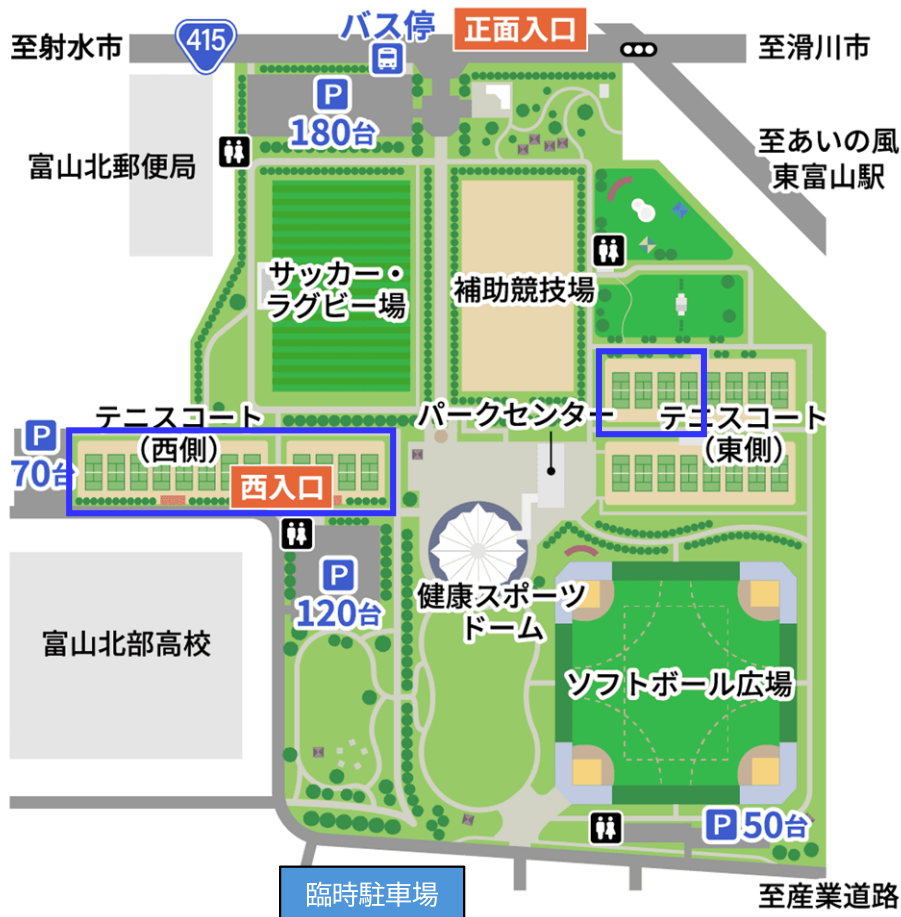 バス停
正面入口
至射水市
415
至滑川市
P
180台
至あいの風
東富山駅
富山北郵便局
サッカー・
ラグビー場
補助競技場
テニスコート
（西側）
パークセンター
テニスコート
（東側）
P
70台
西入口
P
120台
健康スポーツ
ドーム
富山北部高校
ソフトボール広場
P 50台
臨時駐車場
至産業道路